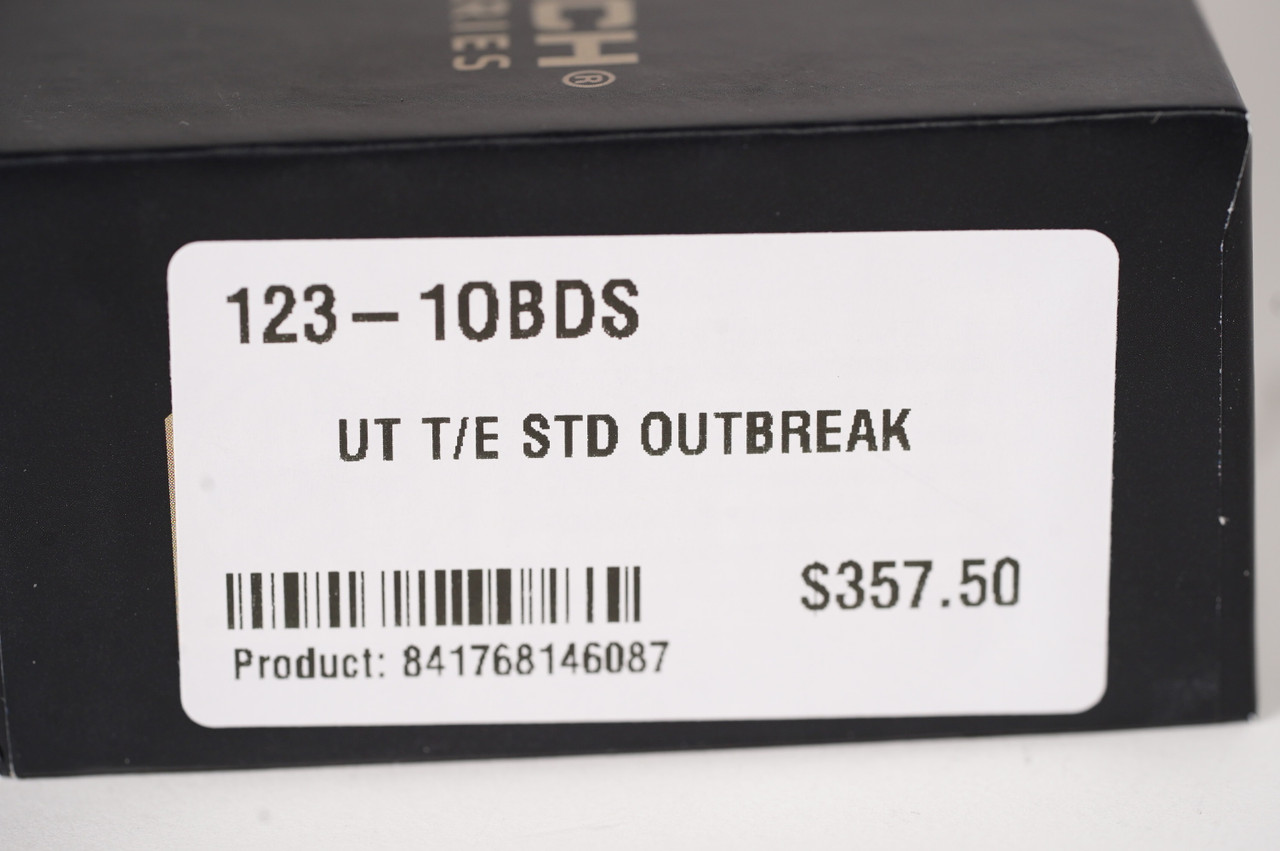 123-10BDS
UT T/E STD OUTBREAK
$357.50
Product: 841768146087